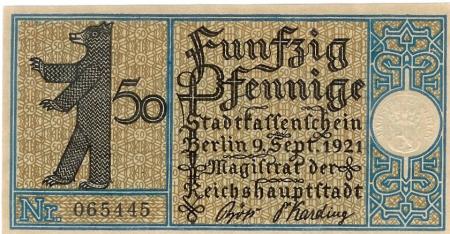 Funfzig
Pfennige
50
Stadtkassenschein
Berlin 9. Sept. 1921
Magistrat der
Reichshauptstadt
Nr. 065445